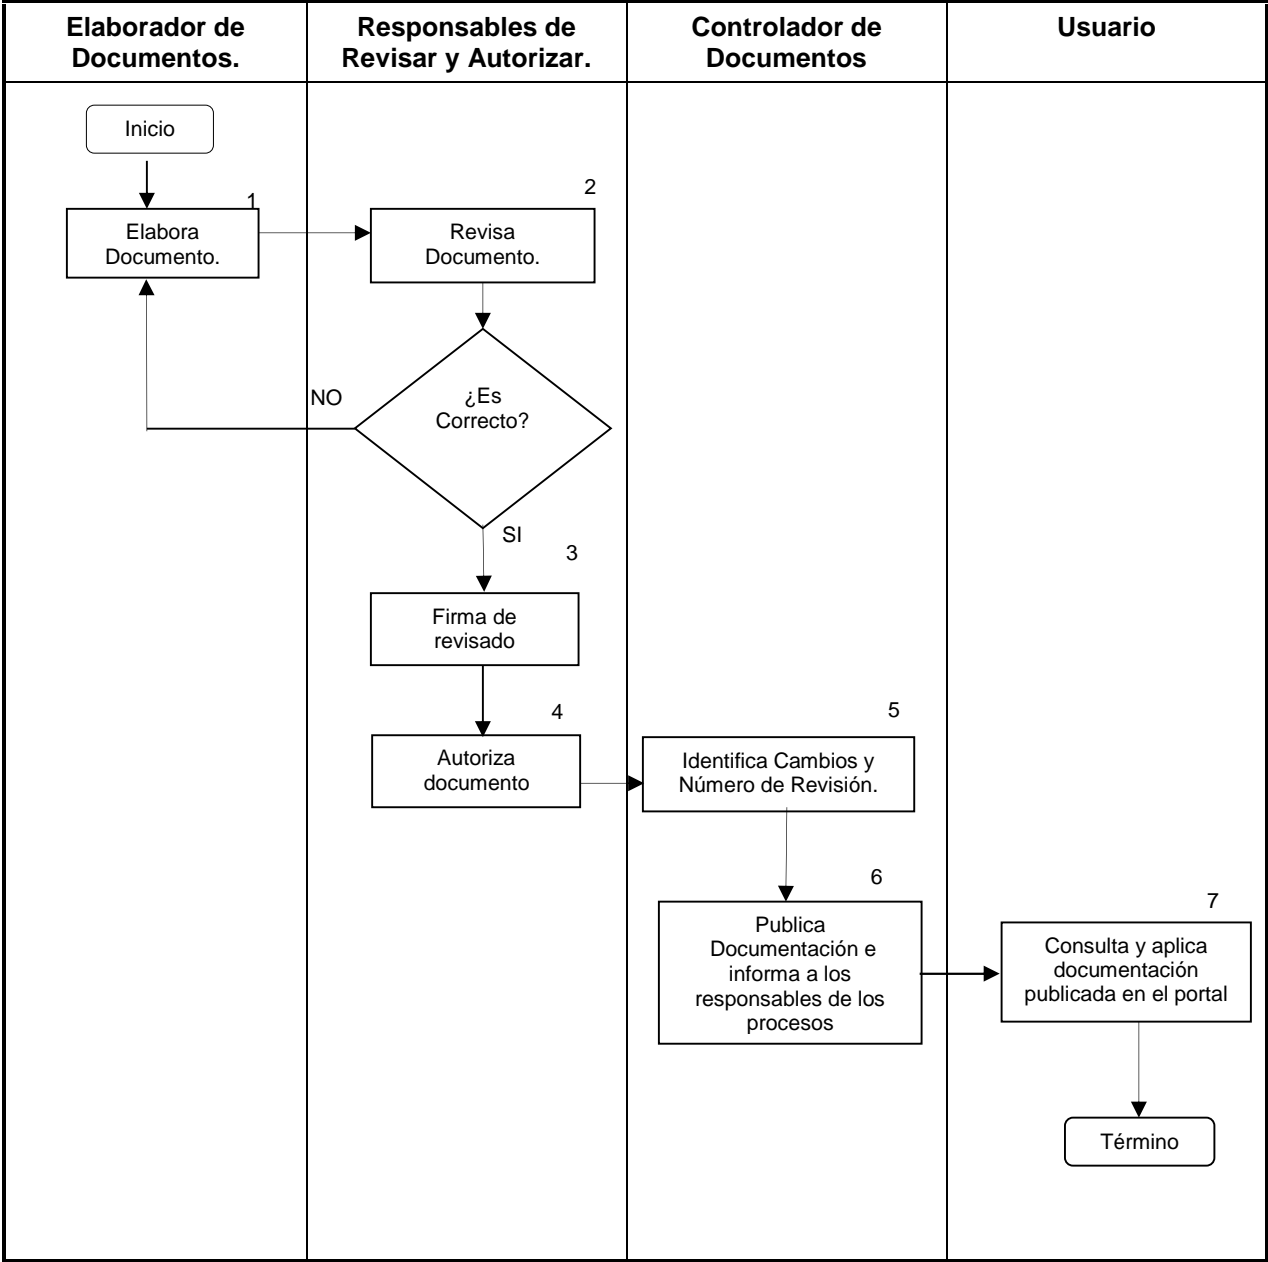 Elaborador de
Documentos.
Responsables de
Revisar y Autorizar.
Controlador de
Documentos
Usuario
Inicio
1
Elabora
Documento.
2
Revisa
Documento.
¿Es
Correcto?
NO
SI
3
Firma de
revisado
4
Autoriza
documento
5
Identifica Cambios y
Número de Revisión.
6
Publica
Documentación e
informa a los
responsables de los
procesos
7
Consulta y aplica
documentación
publicada en el portal
Término